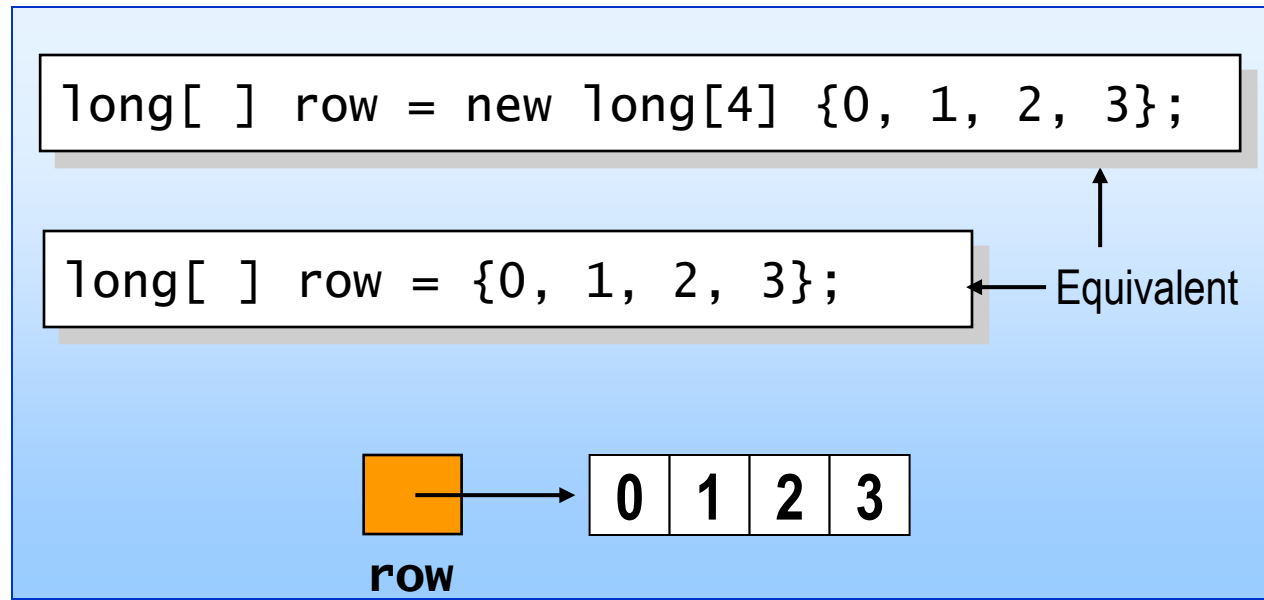 long[ ] row = new long[4] {0, 1, 2, 3};
long[ ] row = {0, 1, 2, 3};
Equivalent
0 1 2 3
row